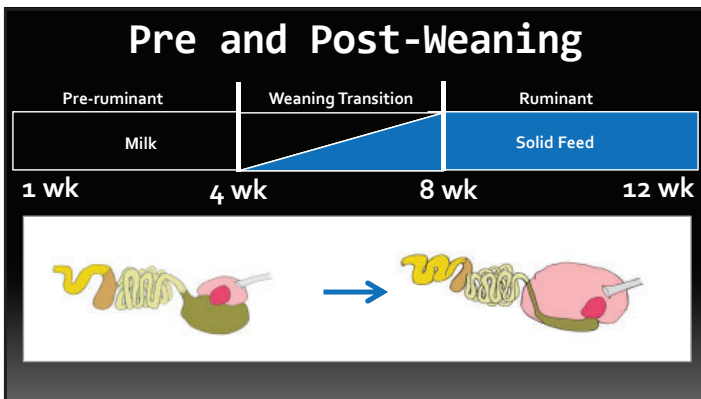 Pre and Post-Weaning
Pre-ruminant Weaning Transition Ruminant
Milk Solid Feed
1 wk 4 wk 8 wk 12 wk